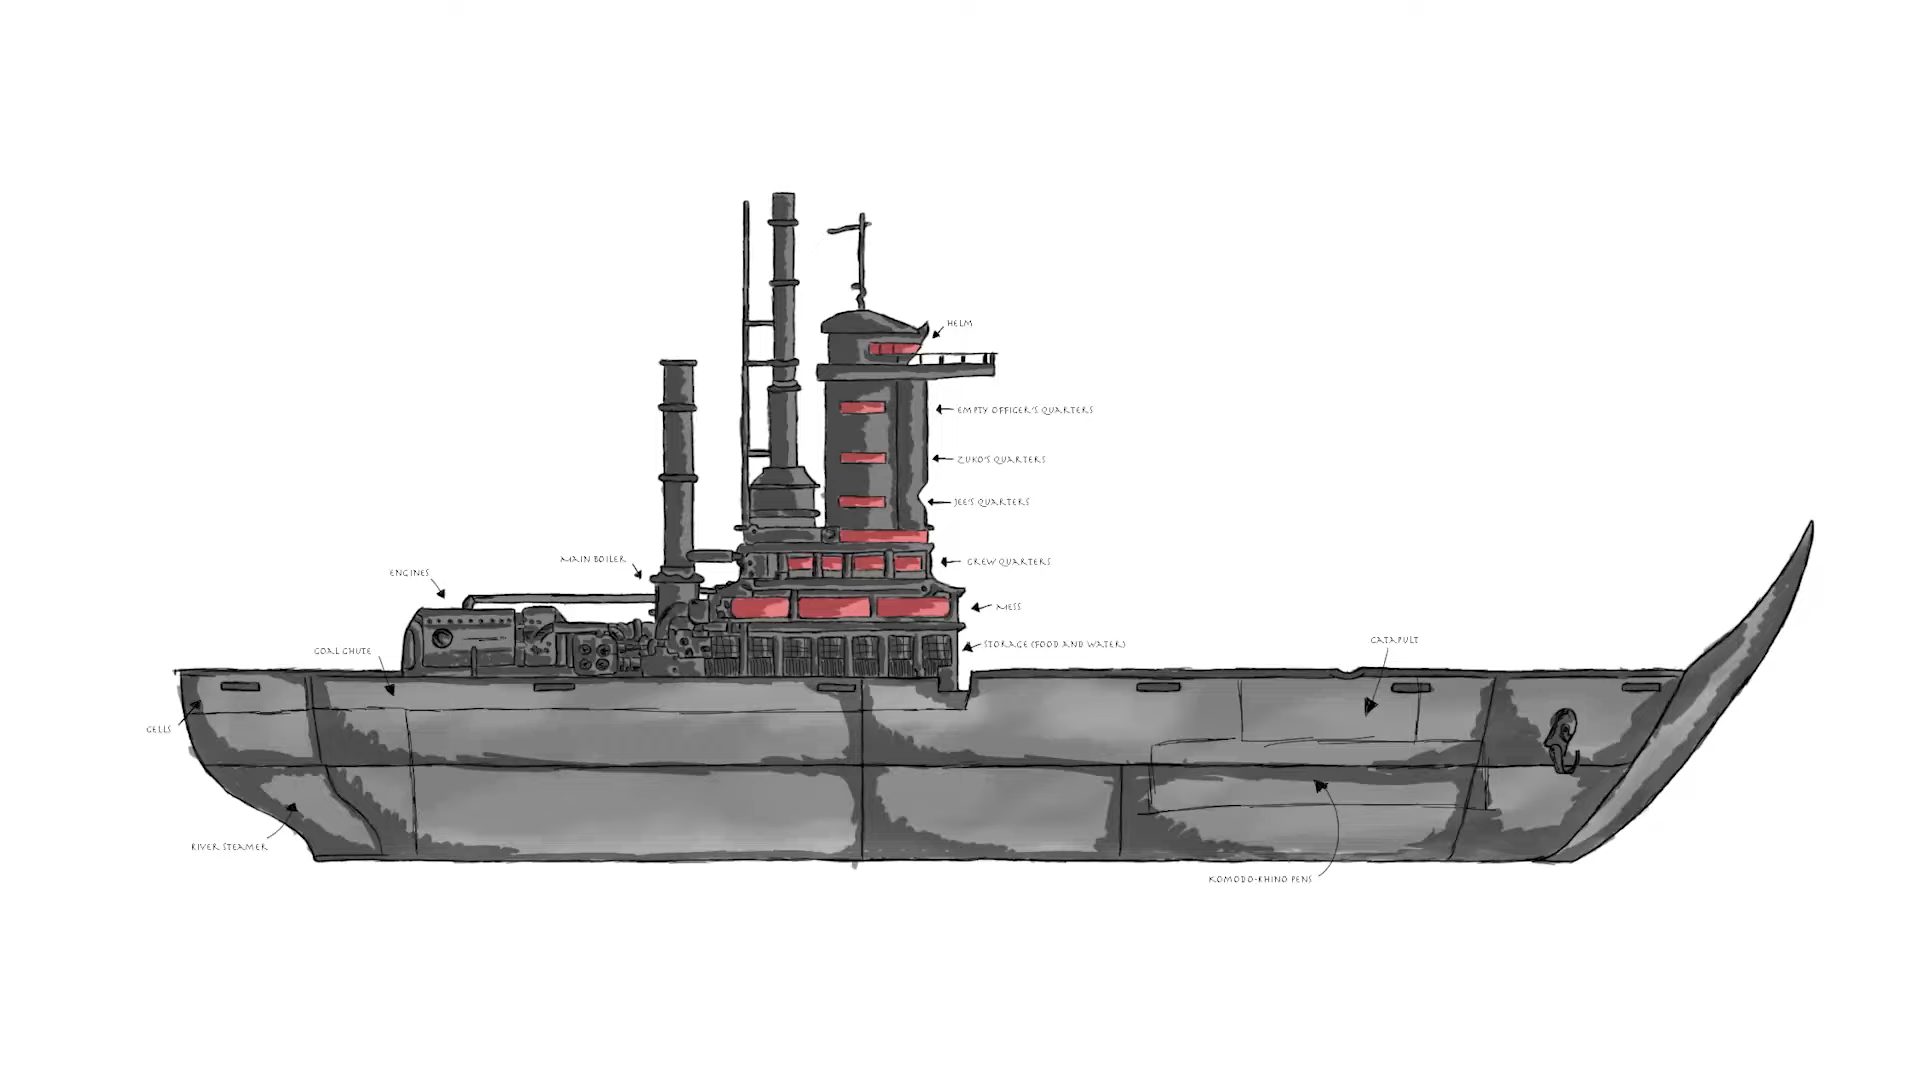 HELM
EMPTY OFFICER'S QUARTERS
ZUKO'S QUARTERS
JEE'S QUARTERS
MAIN BOILER
CREW QUARTERS
ENGINES
MESS
STORAGE (FOOD AND WATER)
CATAPULT
COAL CHUTE
CELLS
RIVER STEAMER
KOMODO-RHINO PENS